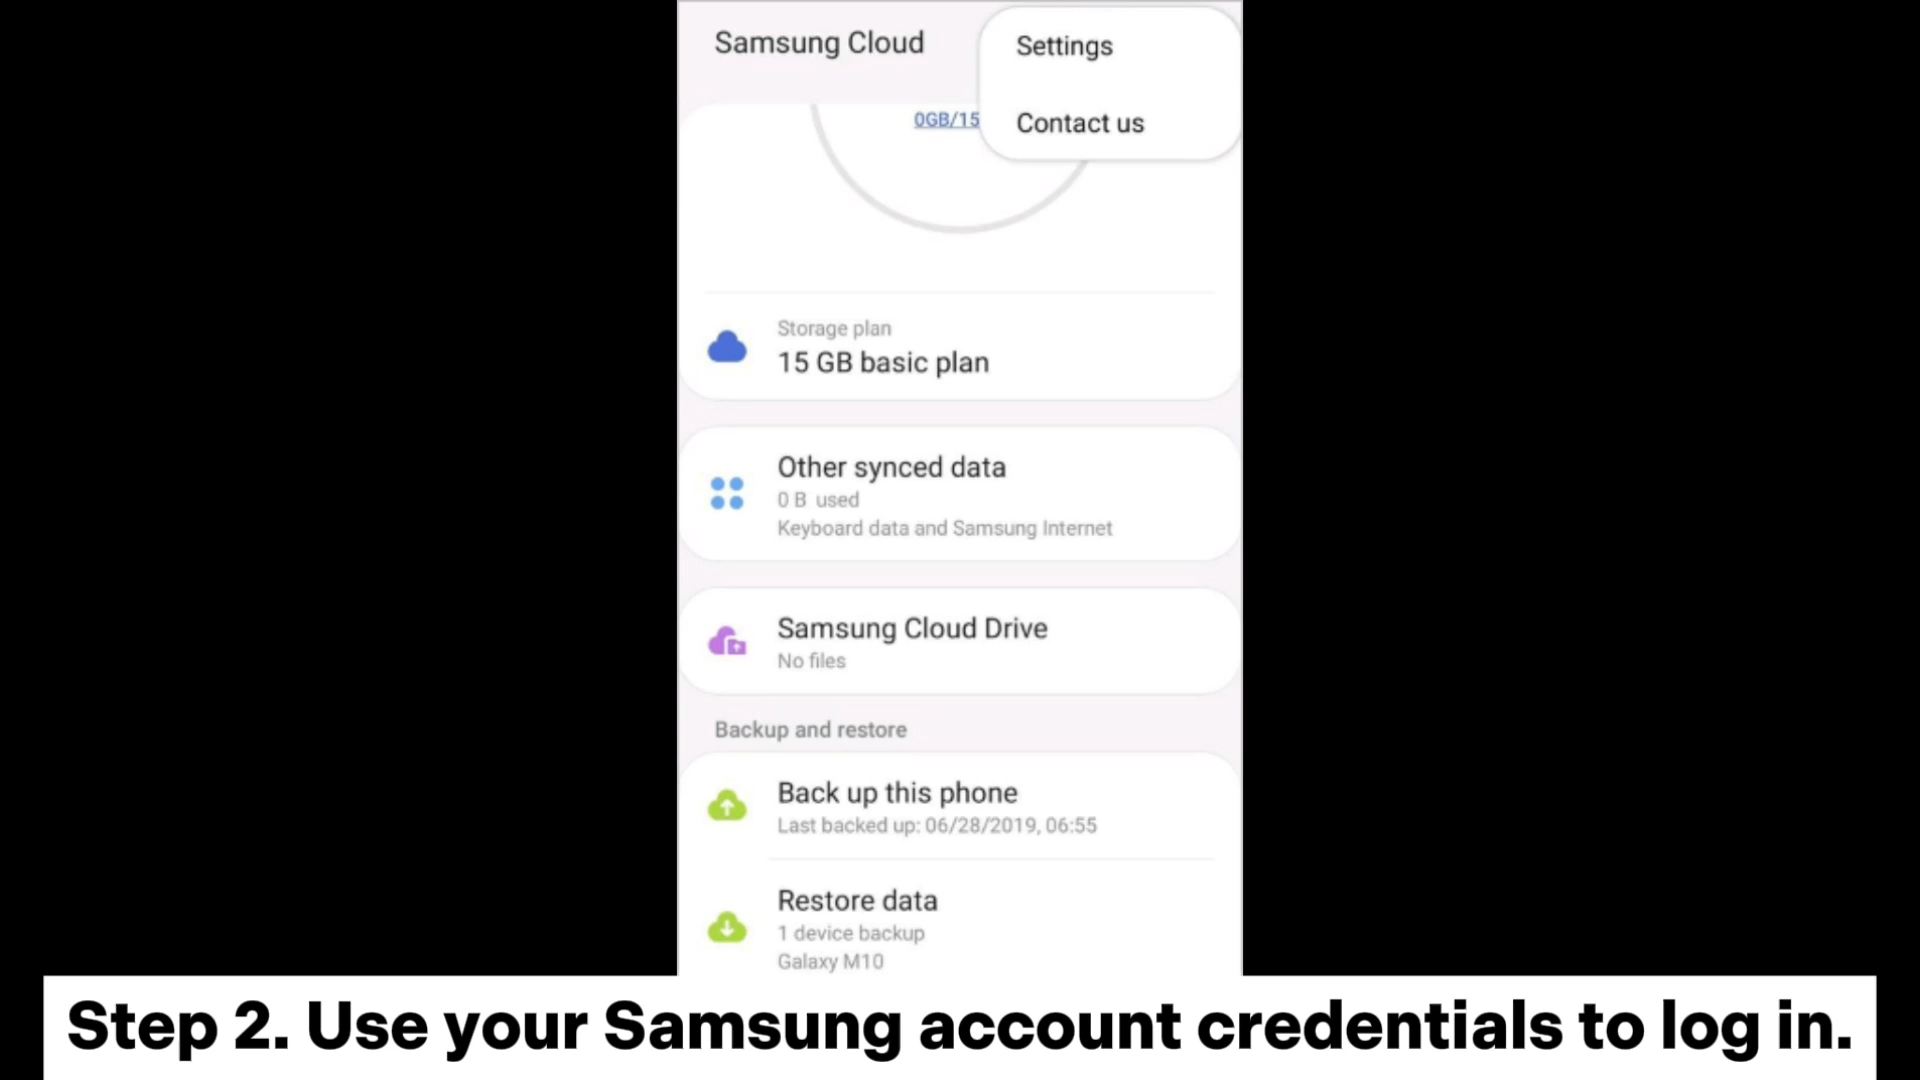 Samsung Cloud
Settings
Contact us
0GB/15
Storage plan
15 GB basic plan
Other synced data
0 B used
Keyboard data and Samsung Internet
Samsung Cloud Drive
No files
Backup and restore
Back up this phone
Last backed up: 06/28/2019, 06:55
Restore data
1 device backup
Galaxy M10
Step 2. Use your Samsung account credentials to log in.